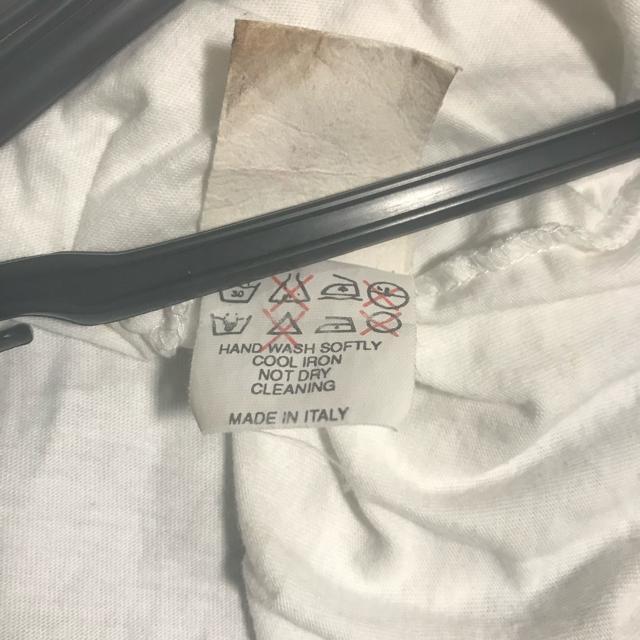 HAND WASH SOFTLY
COOL IRON
NOT DRY
CLEANING
MADE IN ITALY